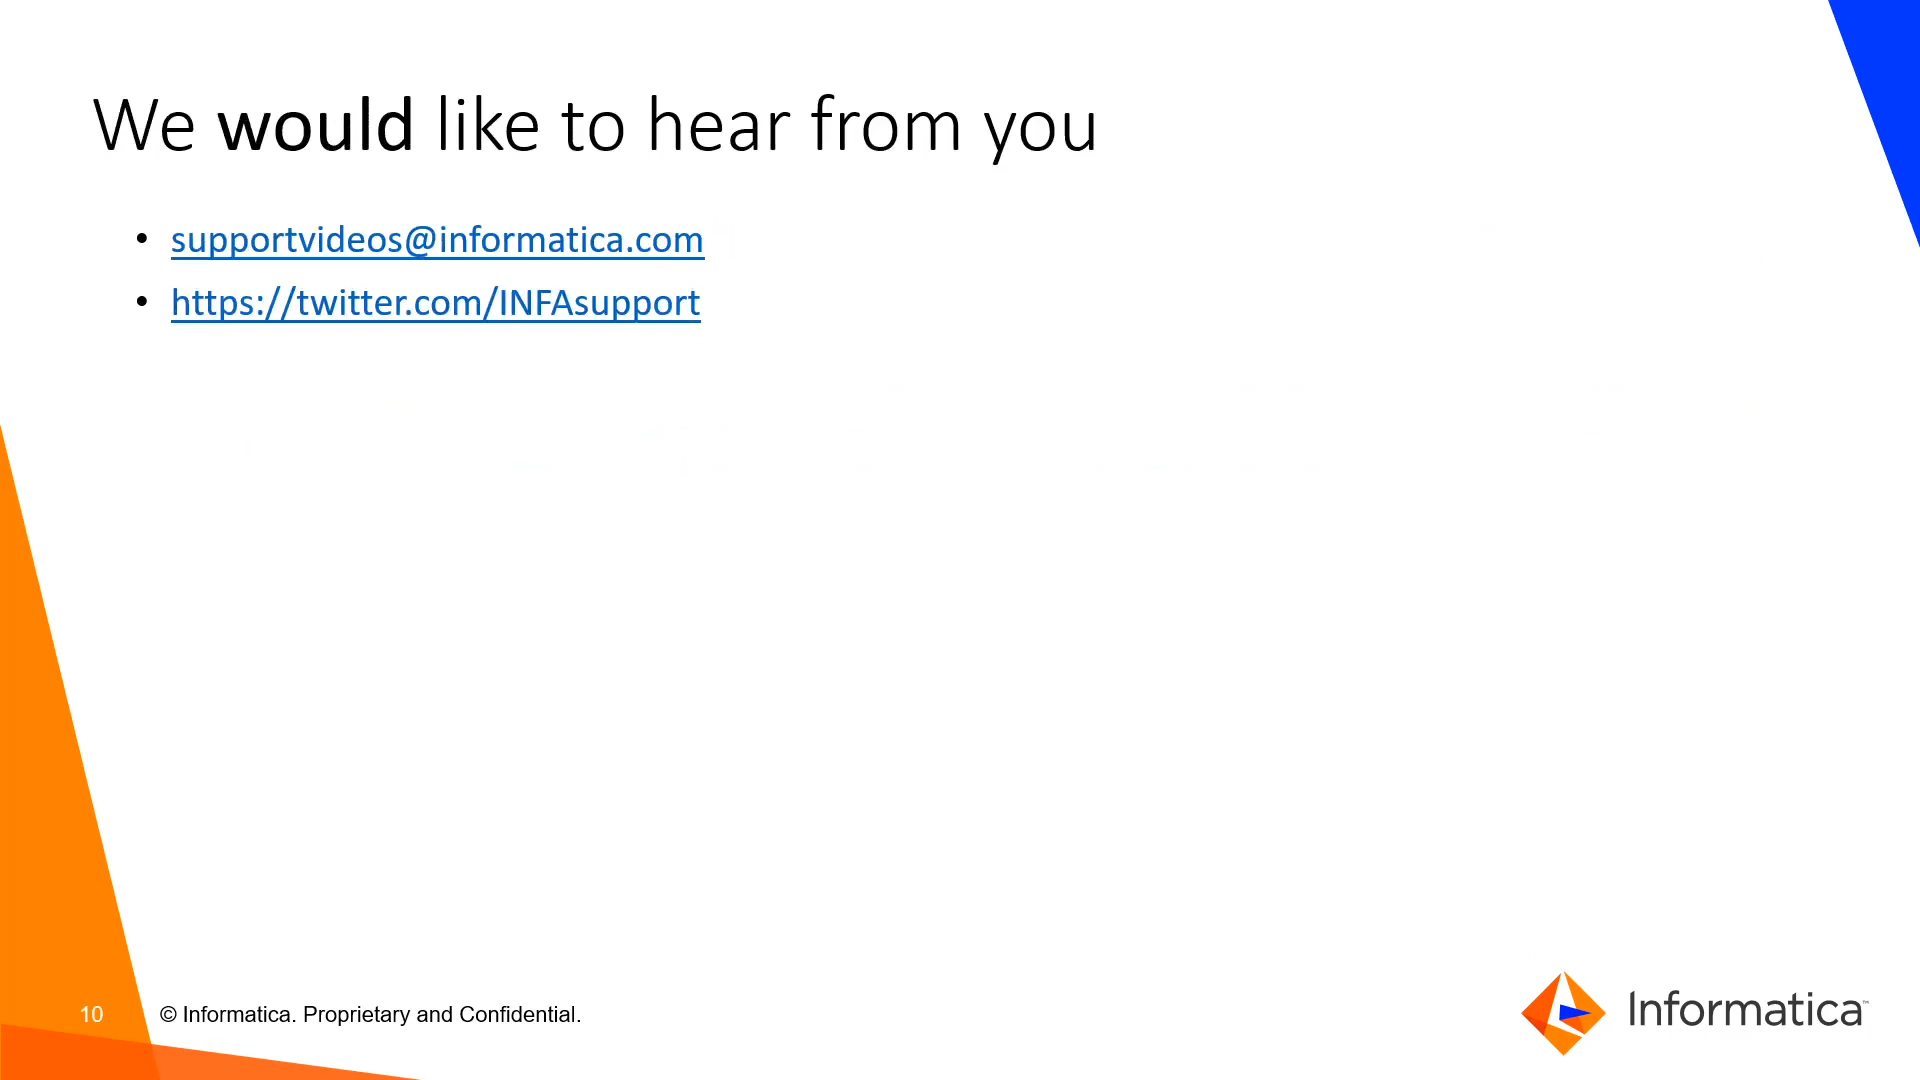 We would like to hear from you
• supportvideos@informatica.com
• https://twitter.com/INFAsupport
10 © Informatica. Proprietary and Confidential.
Informatica™